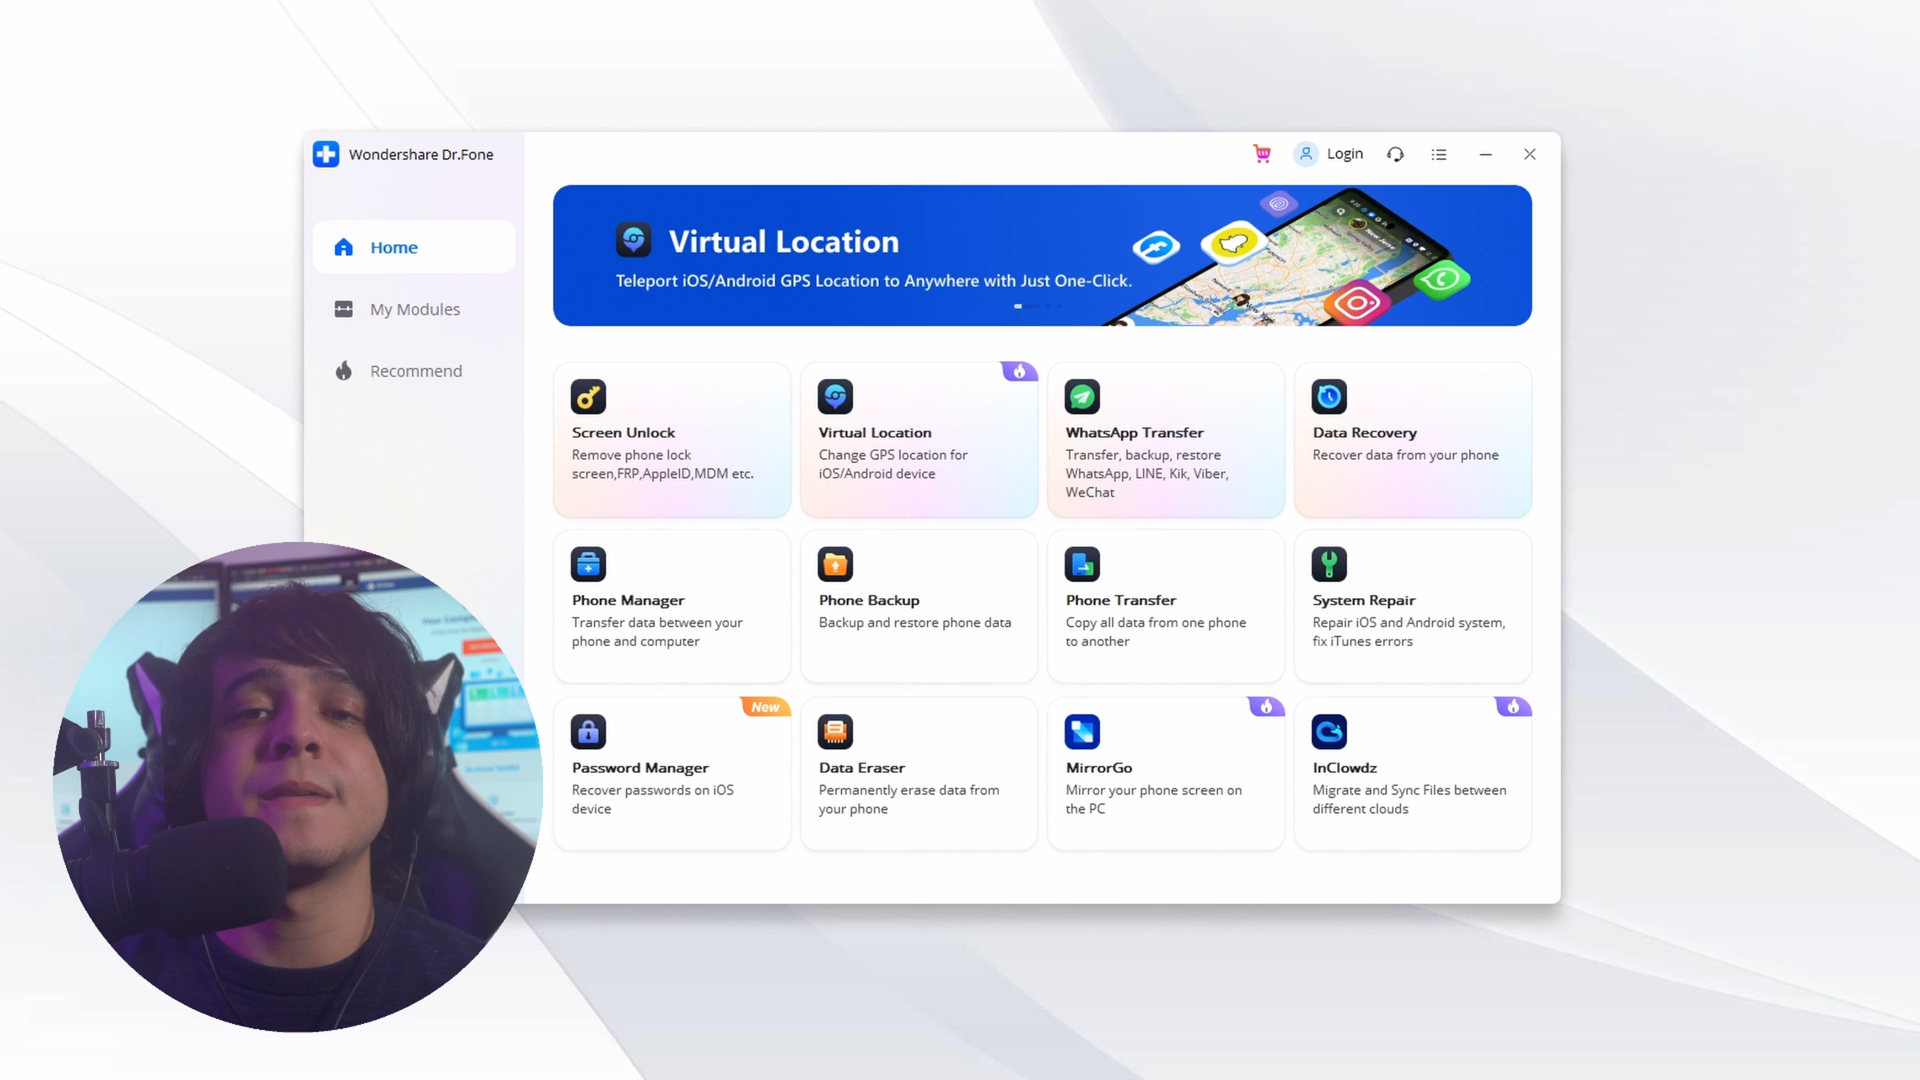 Wondershare Dr.Fone
Login
Home
My Modules
Recommend
Virtual Location
Teleport iOS/Android GPS Location to Anywhere with Just One-Click.
Screen Unlock
Remove phone lock
screen,FRP,AppleID,MDM etc.
Virtual Location
Change GPS location for
iOS/Android device
WhatsApp Transfer
Transfer, backup, restore
WhatsApp, LINE, Kik, Viber,
WeChat
Data Recovery
Recover data from your phone
Phone Manager
Transfer data between your
phone and computer
Phone Backup
Backup and restore phone data
Phone Transfer
Copy all data from one phone
to another
System Repair
Repair iOS and Android system,
fix iTunes errors
New
Password Manager
Recover passwords on iOS
device
Data Eraser
Permanently erase data from
your phone
MirrorGo
Mirror your phone screen on
the PC
InClowdz
Migrate and Sync Files between
different clouds